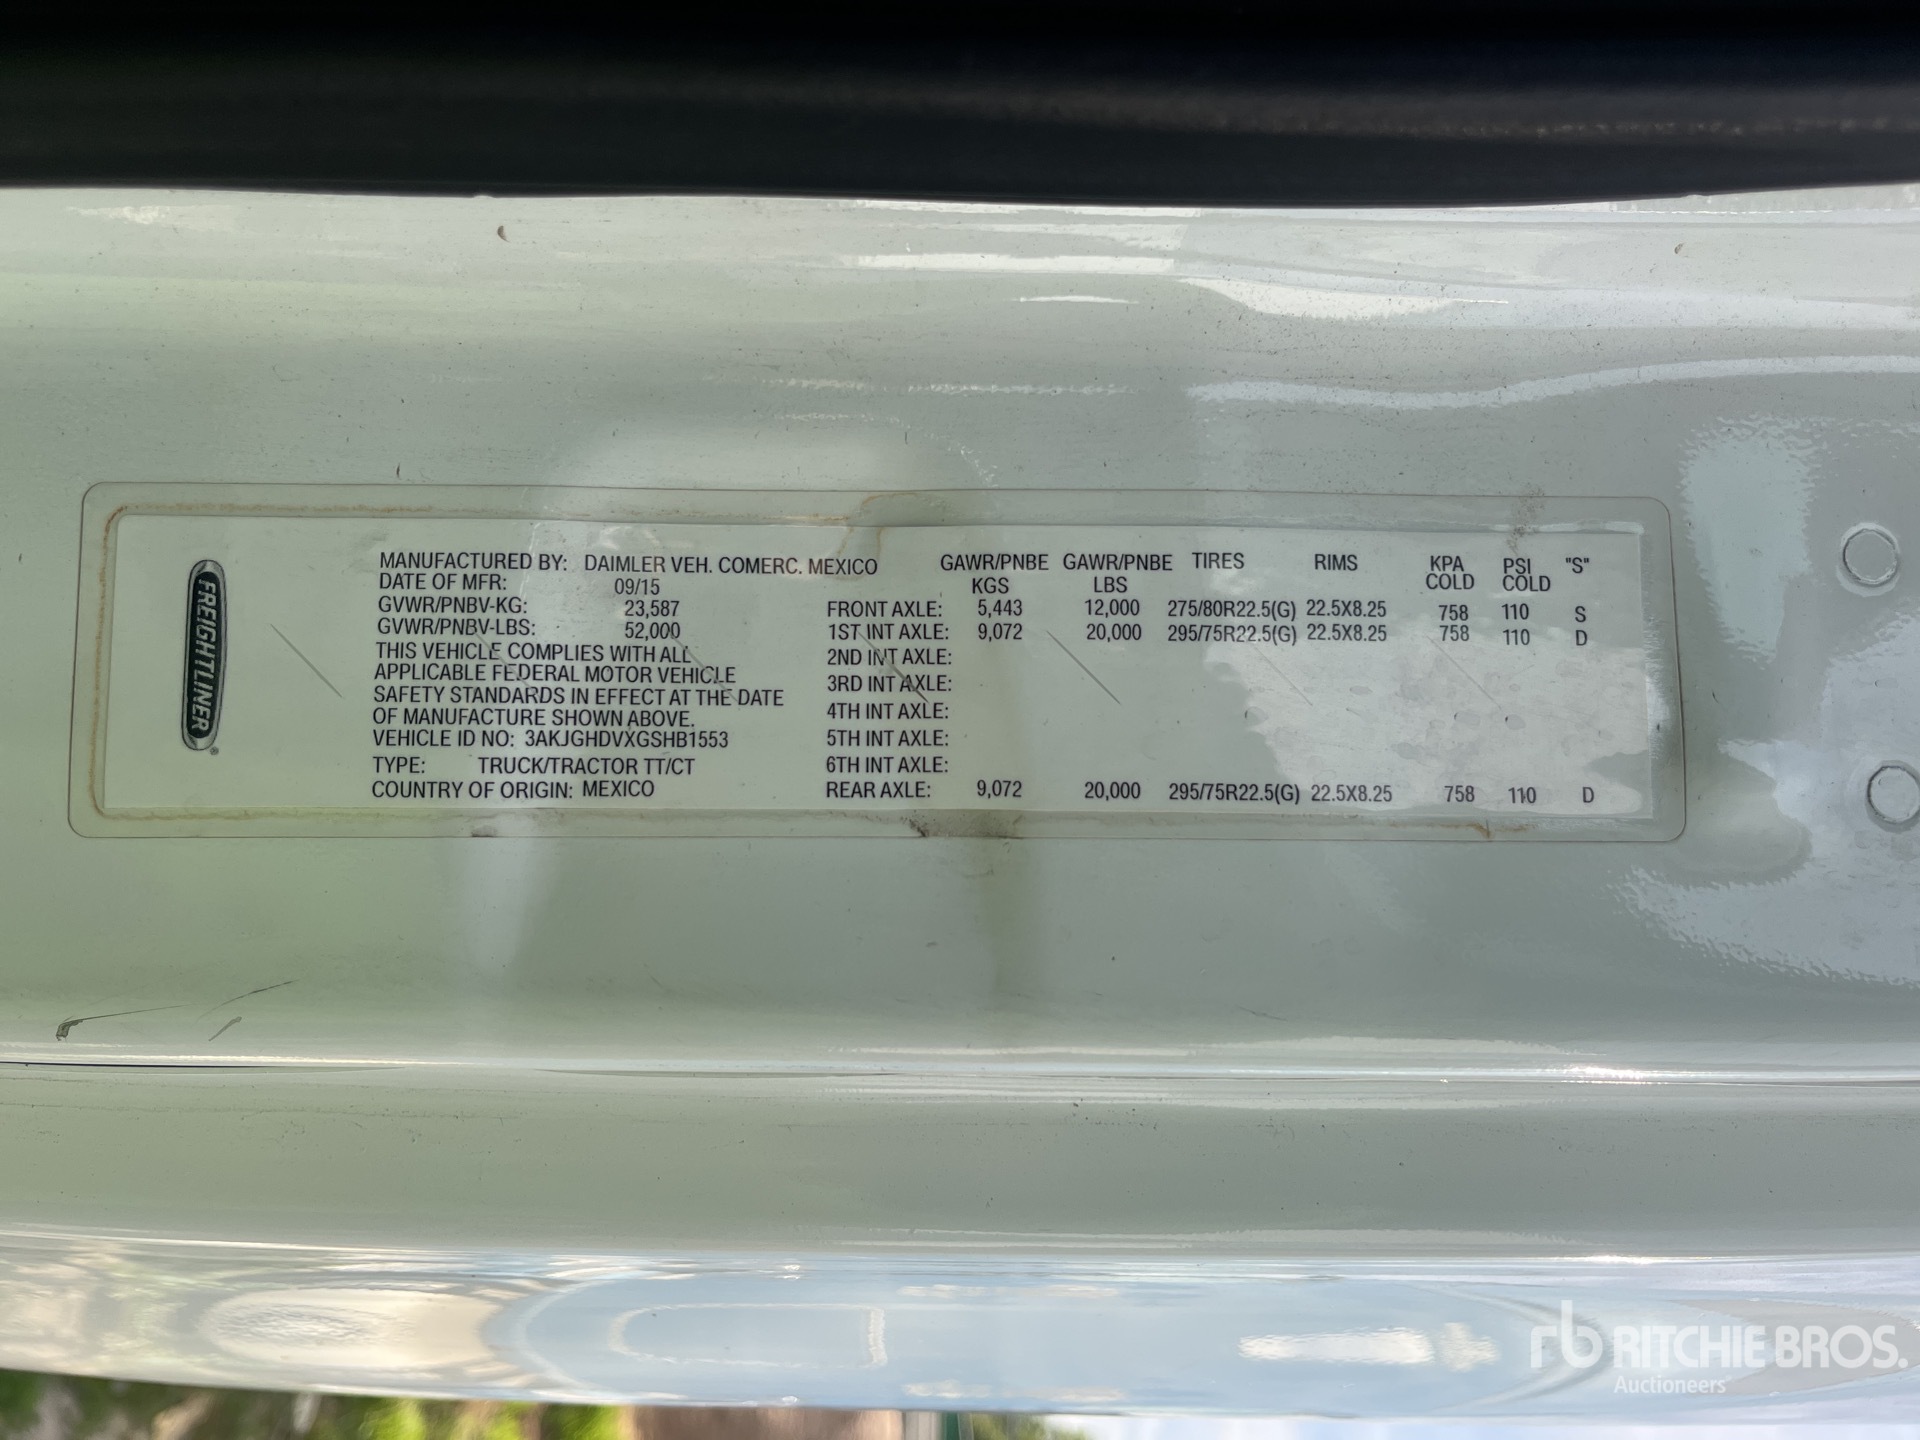 FREIGHTLINER®
MANUFACTURED BY: DAIMLER VEH. COMERC. MEXICO
DATE OF MFR: 09/15
GVWR/PNBV-KG: 23,587
GVWR/PNBV-LBS: 52,000
THIS VEHICLE COMPLIES WITH ALL
APPLICABLE FEDERAL MOTOR VEHICLE
SAFETY STANDARDS IN EFFECT AT THE DATE
OF MANUFACTURE SHOWN ABOVE.
VEHICLE ID NO: 3AKJGHDVXGSHB1553
TYPE: TRUCK/TRACTOR TT/CT
COUNTRY OF ORIGIN: MEXICO
GAWR/PNBE GAWR/PNBE TIRES RIMS KPA PSI "S"
KGS LBS COLD COLD
FRONT AXLE: 5,443 12,000 275/80R22.5(G) 22.5X8.25 758 110 S
1ST INT AXLE: 9,072 20,000 295/75R22.5(G) 22.5X8.25 758 110 D
2ND INT AXLE:
3RD INT AXLE:
4TH INT AXLE:
5TH INT AXLE:
6TH INT AXLE:
REAR AXLE: 9,072 20,000 295/75R22.5(G) 22.5X8.25 758 110 D
rb RITCHIE BROS.
Auctioneers